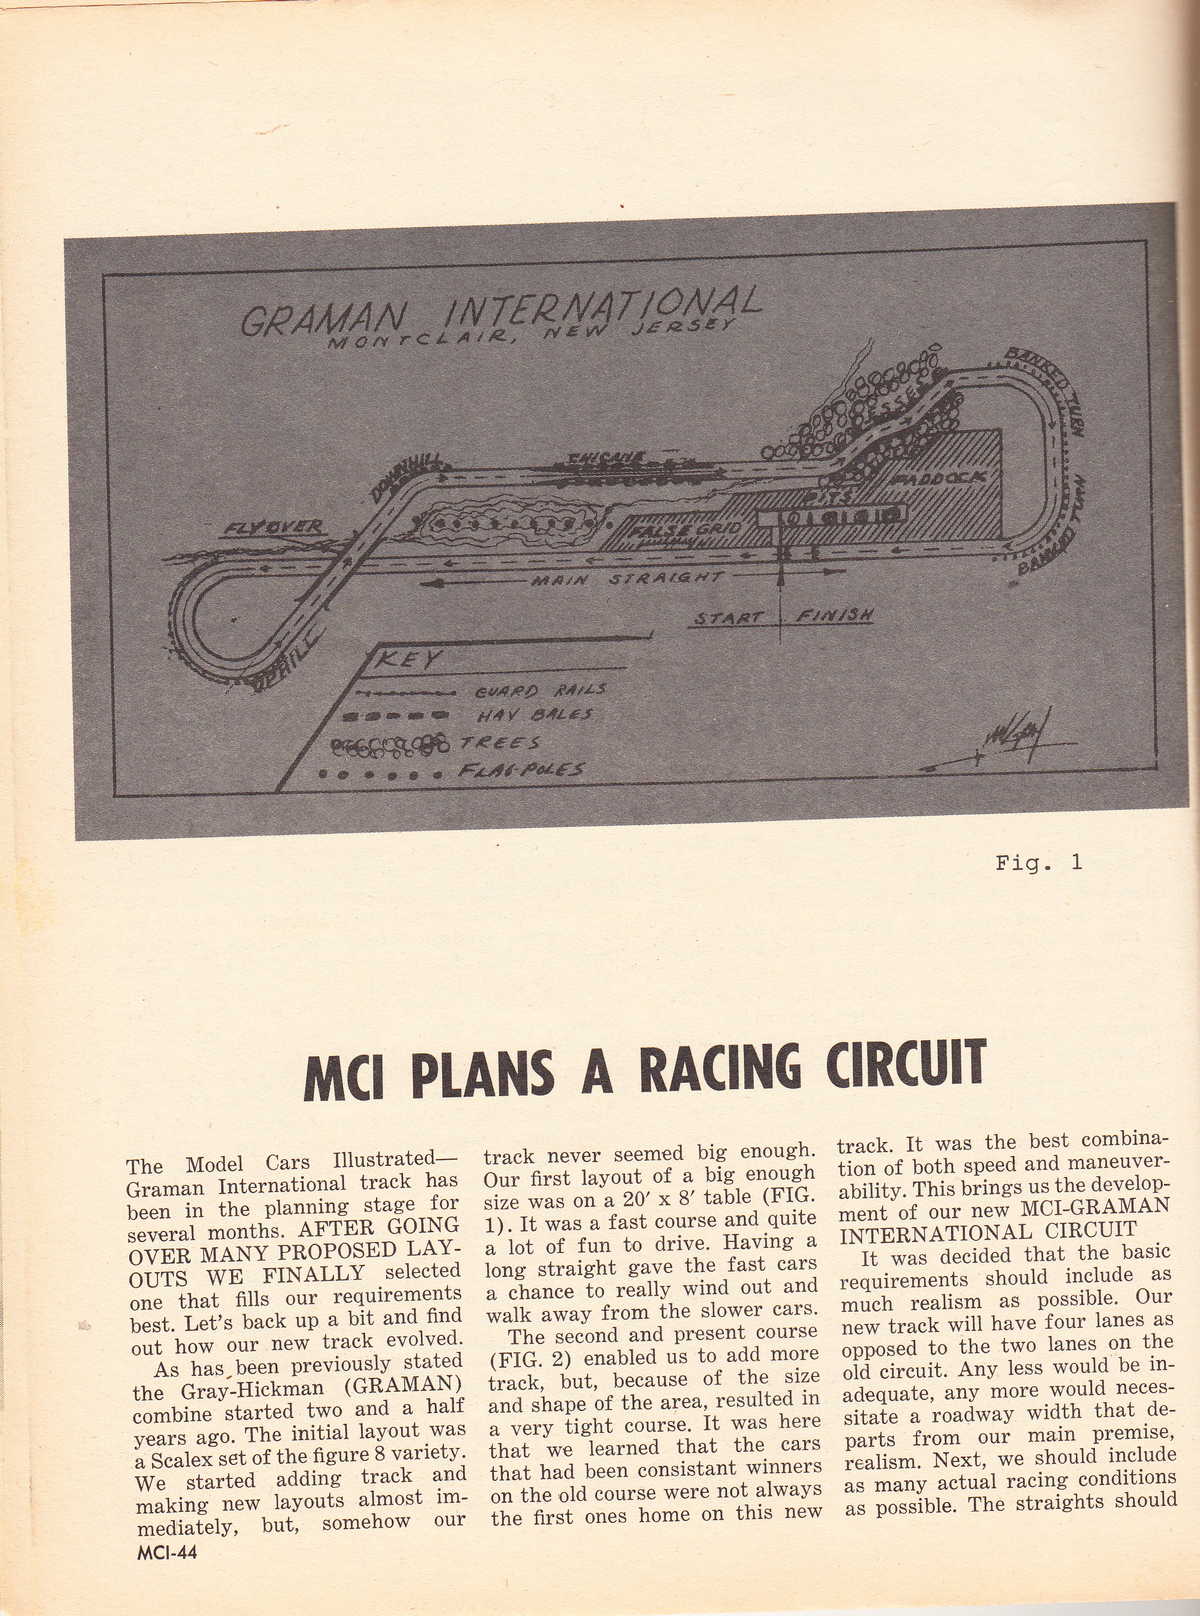 GRAMAN INTERNATIONAL
MONTCLAIR, NEW JERSEY
BANKED TURN
ESSES
DOWNHILL
CHICANE
PADDOCK
PITS
FLYOVER
FALSE GRID
BANKED TURN
MAIN STRAIGHT
START FINISH
UPHILL
KEY
GUARD RAILS
HAY BALES
TREES
FLAG-POLES
Fig. 1
MCI PLANS A RACING CIRCUIT
The Model Cars Illustrated—
Graman International track has
been in the planning stage for
several months. AFTER GOING
OVER MANY PROPOSED LAY-
OUTS WE FINALLY selected
one that fills our requirements
best. Let's back up a bit and find
out how our new track evolved.
As has been previously stated
the Gray-Hickman (GRAMAN)
combine started two and a half
years ago. The initial layout was
a Scalex set of the figure 8 variety.
We started adding track and
making new layouts almost im-
mediately, but, somehow our
track never seemed big enough.
Our first layout of a big enough
size was on a 20′ x 8′ table (FIG.
1). It was a fast course and quite
a lot of fun to drive. Having a
long straight gave the fast cars
a chance to really wind out and
walk away from the slower cars.
The second and present course
(FIG. 2) enabled us to add more
track, but, because of the size
and shape of the area, resulted in
a very tight course. It was here
that we learned that the cars
that had been consistant winners
on the old course were not always
the first ones home on this new
track. It was the best combina-
tion of both speed and maneuver-
ability. This brings us the develop-
ment of our new MCI-GRAMAN
INTERNATIONAL CIRCUIT
It was decided that the basic
requirements should include as
much realism as possible. Our
new track will have four lanes as
opposed to the two lanes on the
old circuit. Any less would be in-
adequate, any more would neces-
sitate a roadway width that de-
parts from our main premise,
realism. Next, we should include
as many actual racing conditions
as possible. The straights should
MCI-44